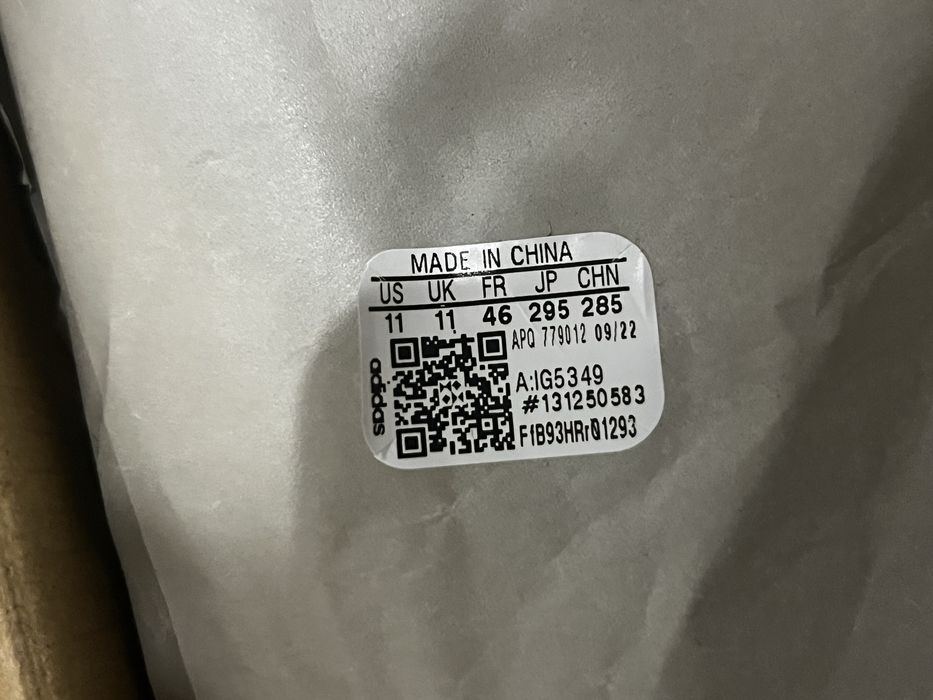 MADE IN CHINA
US UK FR JP CHN
11 11 46 295 285
APQ 779012 09/22
adidas
A:IG5349
#131250583
FfB93HRr01293